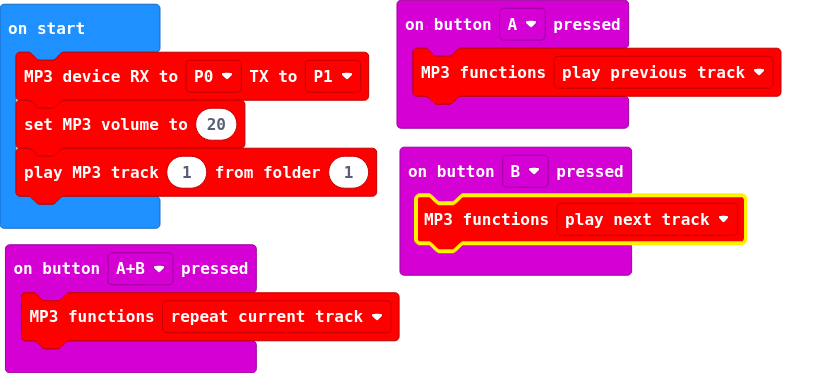 on start
MP3 device RX to P0 TX to P1
set MP3 volume to 20
play MP3 track 1 from folder 1
on button A+B pressed
MP3 functions repeat current track
on button A pressed
MP3 functions play previous track
on button B pressed
MP3 functions play next track